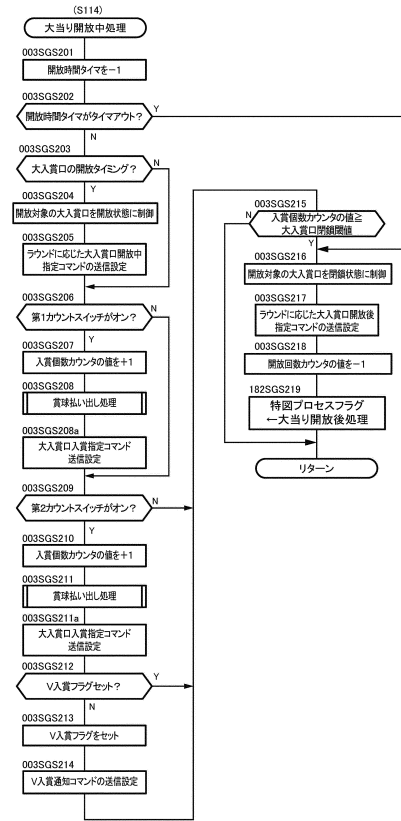 (S114)
大当り開放中処理
003SGS201
開放時間タイマを－1
003SGS202
開放時間タイマがタイムアウト？
Y
N
003SGS203
大入賞口の開放タイミング？
N
Y
003SGS204
開放対象の大入賞口を開放状態に制御
003SGS205
ラウンドに応じた大入賞口開放中
指定コマンドの送信設定
003SGS206
第1カウントスイッチがオン？
N
Y
003SGS207
入賞個数カウンタの値を＋1
003SGS208
賞球払い出し処理
003SGS208a
大入賞口入賞指定コマンド
送信設定
003SGS209
第2カウントスイッチがオン？
N
Y
003SGS210
入賞個数カウンタの値を＋1
003SGS211
賞球払い出し処理
003SGS211a
大入賞口入賞指定コマンド
送信設定
003SGS212
V入賞フラグセット？
Y
N
003SGS213
V入賞フラグをセット
003SGS214
V入賞通知コマンドの送信設定
003SGS215
N
入賞個数カウンタの値≧
大入賞口閉鎖閾値
Y
003SGS216
開放対象の大入賞口を閉鎖状態に制御
003SGS217
ラウンドに応じた大入賞口開放後
指定コマンドの送信設定
003SGS218
開放回数カウンタの値を－1
182SGS219
特図プロセスフラグ
←大当り開放後処理
リターン